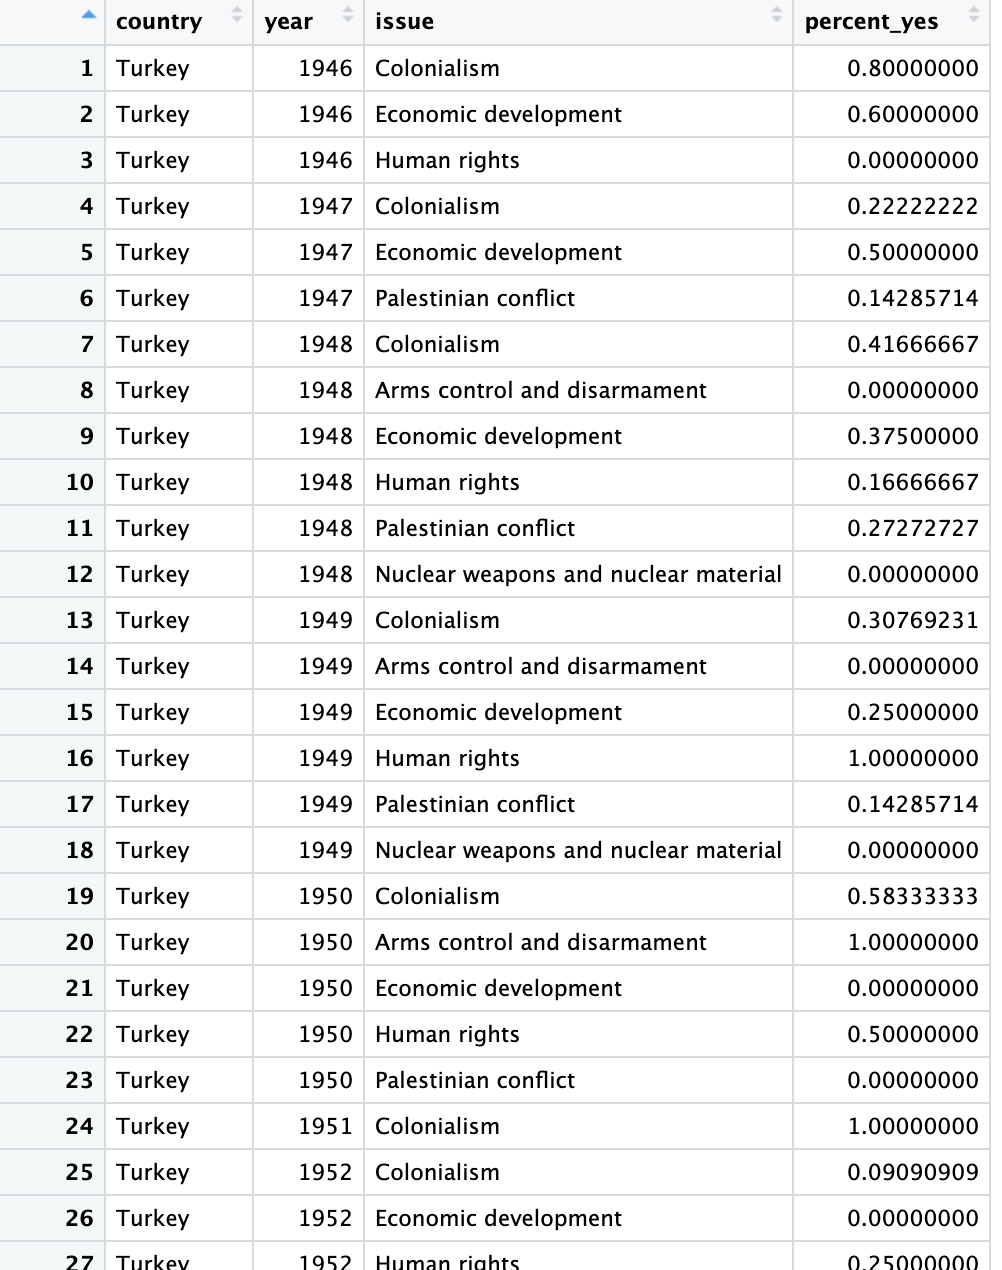 country year issue percent_yes
1 Turkey 1946 Colonialism 0.80000000
2 Turkey 1946 Economic development 0.60000000
3 Turkey 1946 Human rights 0.00000000
4 Turkey 1947 Colonialism 0.22222222
5 Turkey 1947 Economic development 0.50000000
6 Turkey 1947 Palestinian conflict 0.14285714
7 Turkey 1948 Colonialism 0.41666667
8 Turkey 1948 Arms control and disarmament 0.00000000
9 Turkey 1948 Economic development 0.37500000
10 Turkey 1948 Human rights 0.16666667
11 Turkey 1948 Palestinian conflict 0.27272727
12 Turkey 1948 Nuclear weapons and nuclear material 0.00000000
13 Turkey 1949 Colonialism 0.30769231
14 Turkey 1949 Arms control and disarmament 0.00000000
15 Turkey 1949 Economic development 0.25000000
16 Turkey 1949 Human rights 1.00000000
17 Turkey 1949 Palestinian conflict 0.14285714
18 Turkey 1949 Nuclear weapons and nuclear material 0.00000000
19 Turkey 1950 Colonialism 0.58333333
20 Turkey 1950 Arms control and disarmament 1.00000000
21 Turkey 1950 Economic development 0.00000000
22 Turkey 1950 Human rights 0.50000000
23 Turkey 1950 Palestinian conflict 0.00000000
24 Turkey 1951 Colonialism 1.00000000
25 Turkey 1952 Colonialism 0.09090909
26 Turkey 1952 Economic development 0.00000000
27 Turkey 1952 Human rights 0.25000000